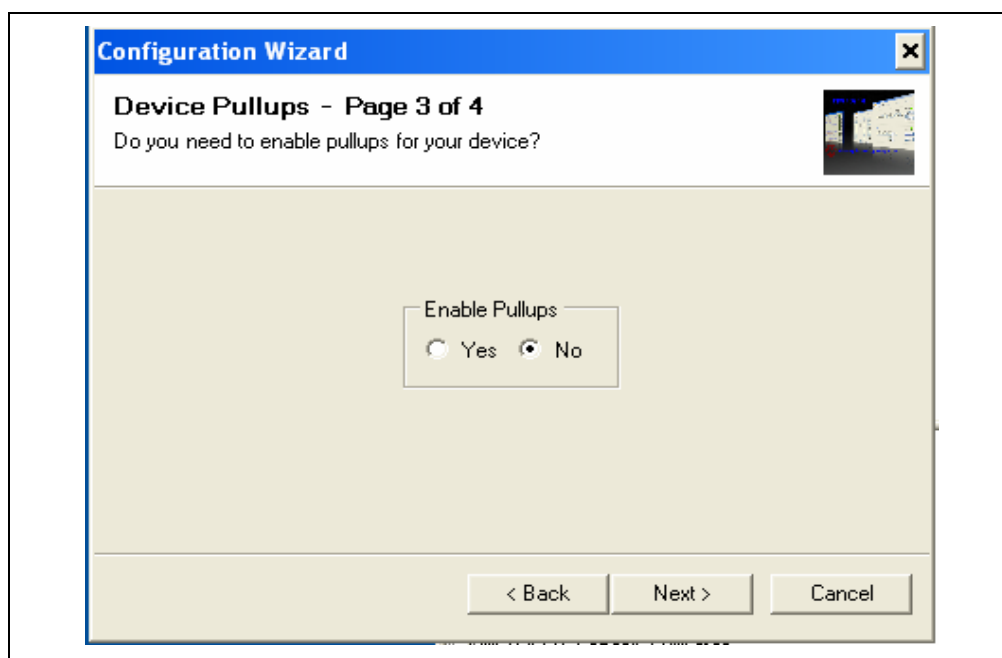 Configuration Wizard
Device Pullups - Page 3 of 4
Do you need to enable pullups for your device?
Enable Pullups
Yes No
< Back Next > Cancel